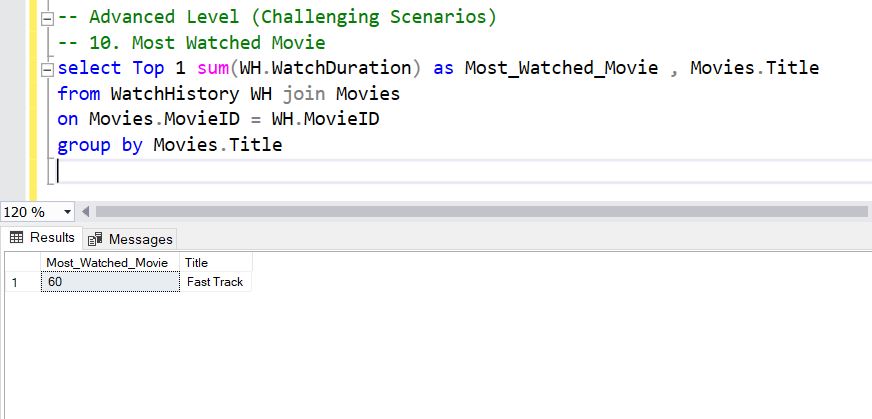 -- Advanced Level (Challenging Scenarios)
-- 10. Most Watched Movie
select Top 1 sum(WH.WatchDuration) as Most_Watched_Movie , Movies.Title
from WatchHistory WH join Movies
on Movies.MovieID = WH.MovieID
group by Movies.Title
120 %
Results Messages
Most_Watched_Movie Title
1 60 Fast Track